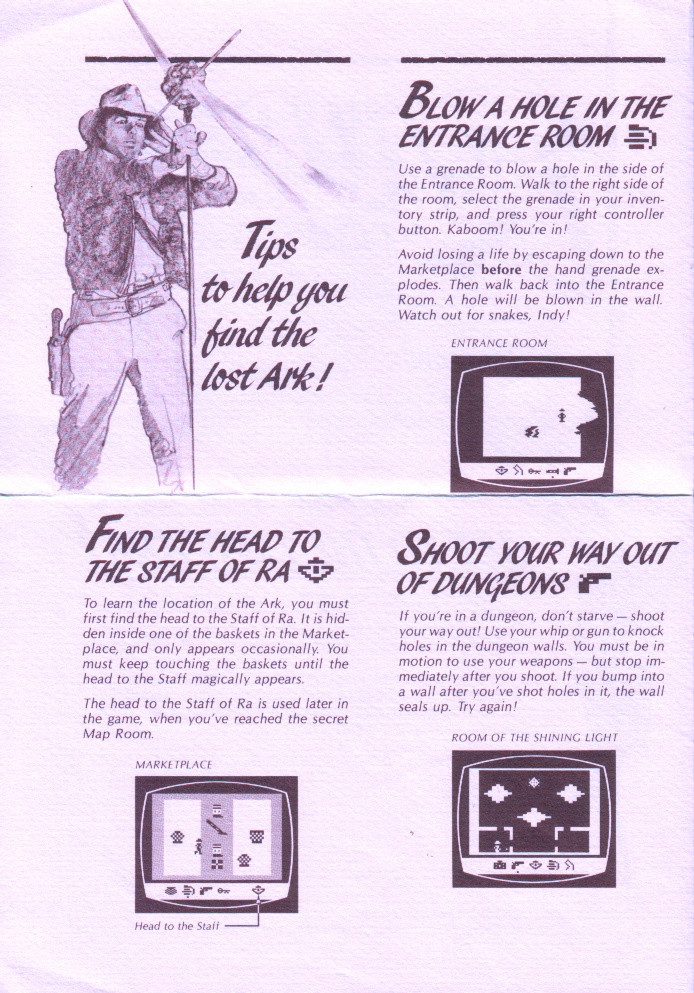 Tips
to help you
find the
lost Ark!
BLOW A HOLE IN THE
ENTRANCE ROOM
Use a grenade to blow a hole in the side of
the Entrance Room. Walk to the right side of
the room, select the grenade in your inven-
tory strip, and press your right controller
button. Kaboom! You're in!
Avoid losing a life by escaping down to the
Marketplace before the hand grenade ex-
plodes. Then walk back into the Entrance
Room. A hole will be blown in the wall.
Watch out for snakes, Indy!
ENTRANCE ROOM
FIND THE HEAD TO
THE STAFF OF RA
To learn the location of the Ark, you must
first find the head to the Staff of Ra. It is hid-
den inside one of the baskets in the Market-
place, and only appears occasionally. You
must keep touching the baskets until the
head to the Staff magically appears.
The head to the Staff of Ra is used later in
the game, when you've reached the secret
Map Room.
MARKETPLACE
Head to the Staff
SHOOT YOUR WAY OUT
OF DUNGEONS
If you're in a dungeon, don't starve — shoot
your way out! Use your whip or gun to knock
holes in the dungeon walls. You must be in
motion to use your weapons — but stop im-
mediately after you shoot. If you bump into
a wall after you've shot holes in it, the wall
seals up. Try again!
ROOM OF THE SHINING LIGHT